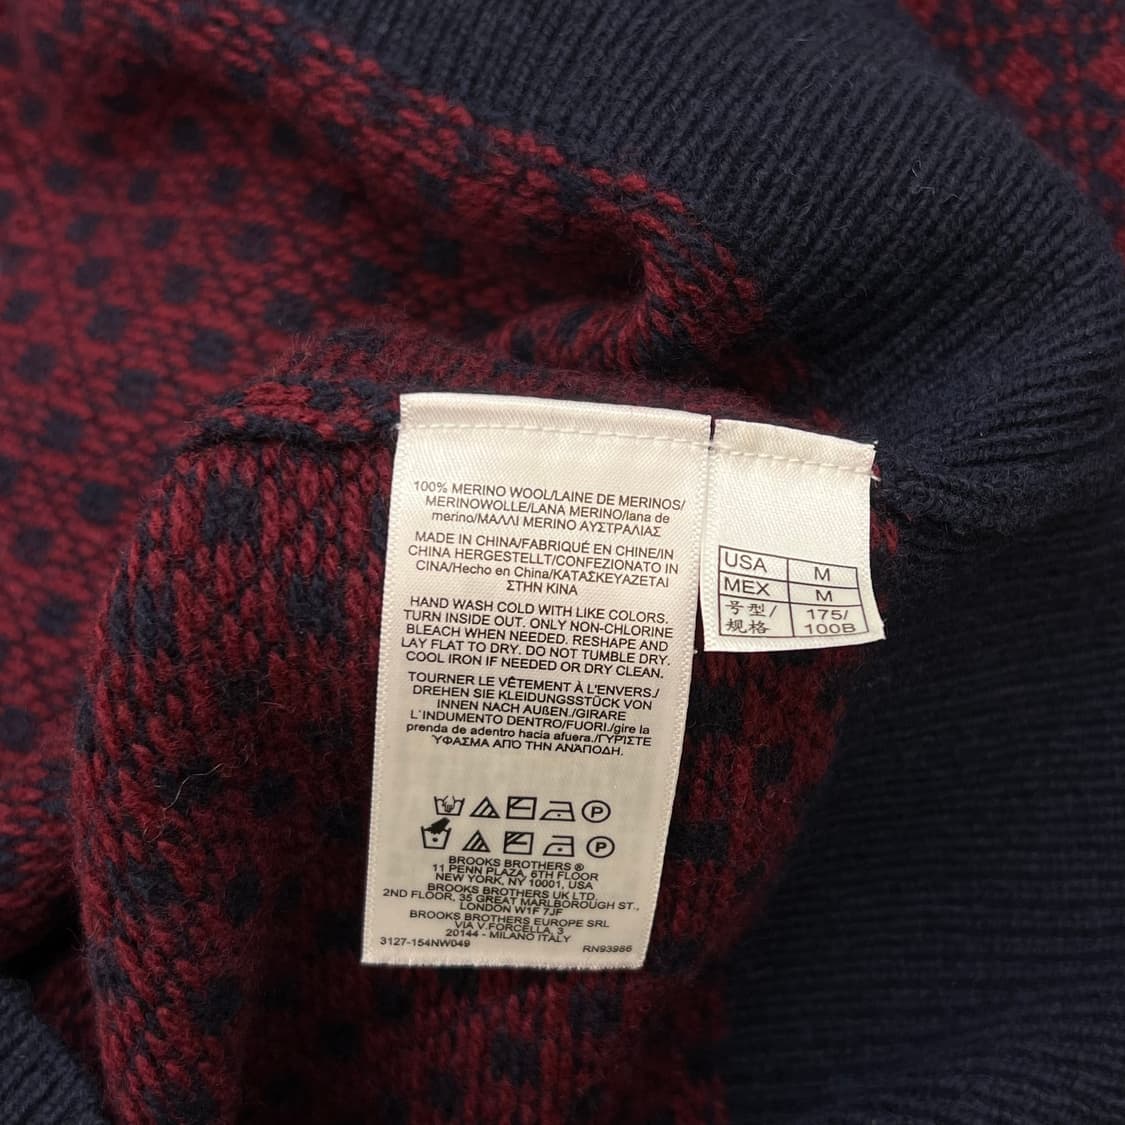 100% MERINO WOOL/LAINE DE MERINOS/
MERINOWOLLE/LANA MERINO/lana de
merino/ΜΑΛΛΙ MERINO ΑΥΣΤΡΑΛΙΑΣ
MADE IN CHINA/FABRIQUÉ EN CHINE/IN
CHINA HERGESTELLT/CONFEZIONATO IN
CINA/Hecho en China/ΚΑΤΑΣΚΕΥΑΖΕΤΑΙ
ΣΤΗΝ ΚΙΝΑ
HAND WASH COLD WITH LIKE COLORS.
TURN INSIDE OUT. ONLY NON-CHLORINE
BLEACH WHEN NEEDED. RESHAPE AND
LAY FLAT TO DRY. DO NOT TUMBLE DRY.
COOL IRON IF NEEDED OR DRY CLEAN.
TOURNER LE VÊTEMENT À L'ENVERS./
DREHEN SIE KLEIDUNGSSTÜCK VON
INNEN NACH AUßEN./GIRARE
L'INDUMENTO DENTRO/FUORI./gire la
prenda de adentro hacia afuera./ΓΥΡΙΣΤΕ
ΎΦΑΣΜΑ ΑΠΟ ΤΗΝ ΑΝΆΠΟΔΗ.
P
P
BROOKS BROTHERS ®
11 PENN PLAZA, 6TH FLOOR
NEW YORK, NY 10001, USA
BROOKS BROTHERS UK LTD.
2ND FLOOR, 35 GREAT MARLBOROUGH ST.,
LONDON W1F 7JF
BROOKS BROTHERS EUROPE SRL
VIA V.FORCELLA, 3
20144 - MILANO ITALY
3127-154NW049 RN93986
USA M
MEX M
号型/ 175/
规格 100B